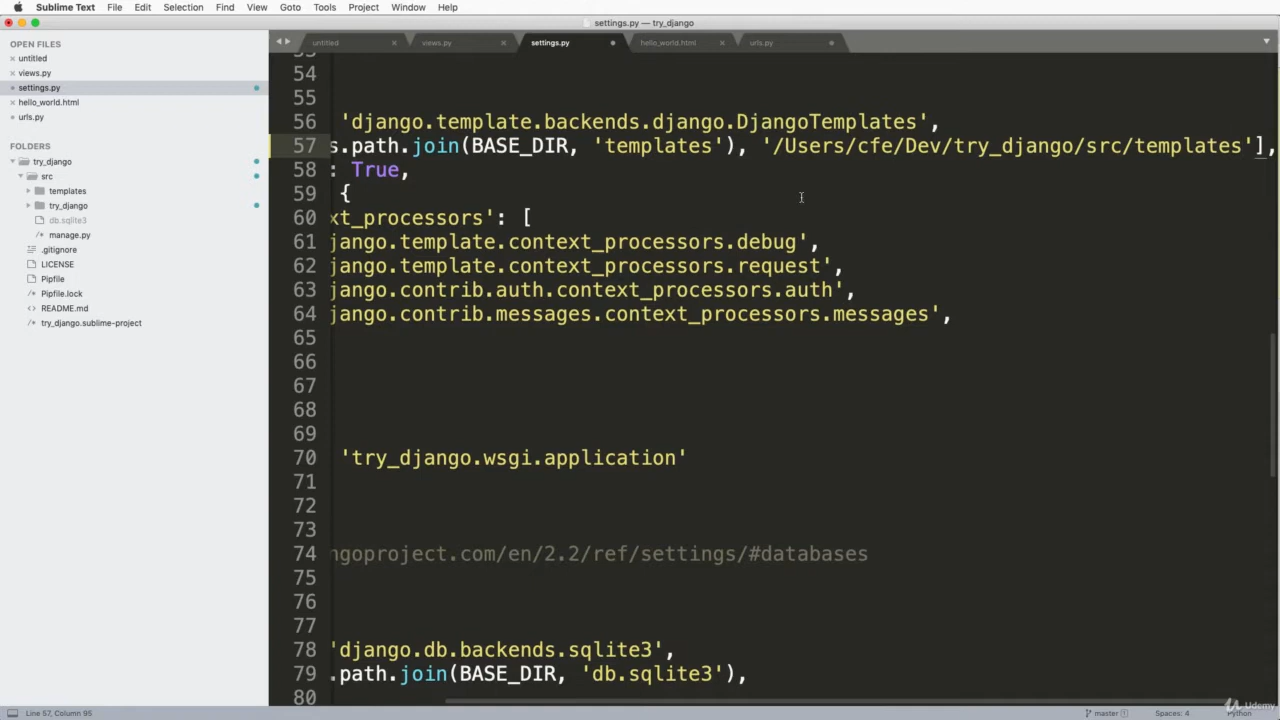 Sublime Text File Edit Selection Find View Goto Tools Project Window Help
settings.py — try_django
OPEN FILES
untitled
views.py
settings.py
hello_world.html
urls.py
FOLDERS
try_django
src
templates
try_django
db.sqlite3
manage.py
.gitignore
LICENSE
Pipfile
Pipfile.lock
README.md
try_django.sublime-project
untitled × views.py × settings.py hello_world.html × urls.py
54
55
56 'django.template.backends.django.DjangoTemplates',
57 s.path.join(BASE_DIR, 'templates'), '/Users/cfe/Dev/try_django/src/templates'],
58 : True,
59 {
60 xt_processors': [
61 jango.template.context_processors.debug',
62 jango.template.context_processors.request',
63 jango.contrib.auth.context_processors.auth',
64 jango.contrib.messages.context_processors.messages',
65
66
67
68
69
70 'try_django.wsgi.application'
71
72
73
74 ngoproject.com/en/2.2/ref/settings/#databases
75
76
77
78 'django.db.backends.sqlite3',
79 .path.join(BASE_DIR, 'db.sqlite3'),
80
Line 57, Column 95 master 1 Spaces: 4 Python
Udemy